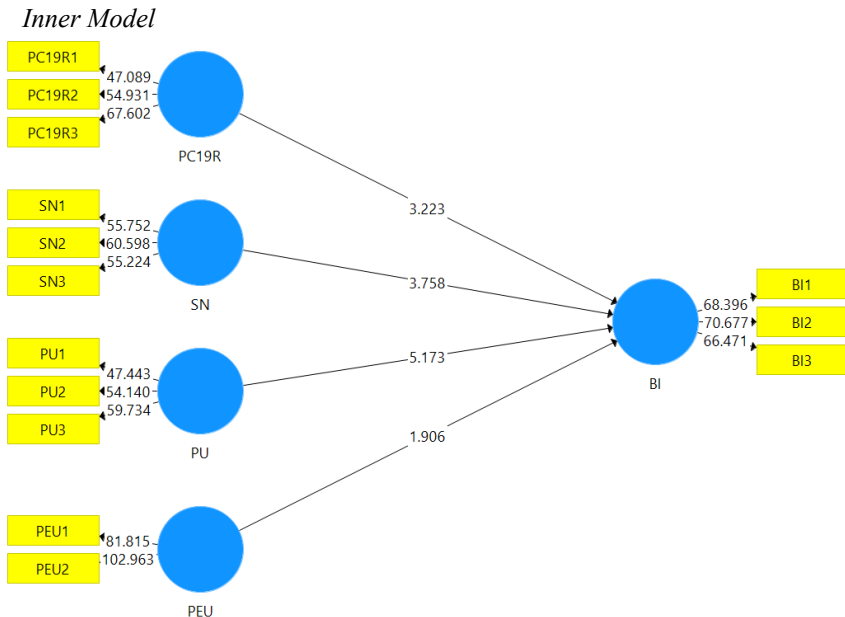 Inner Model
PC19R1
PC19R2
PC19R3
47.089
54.931
67.602
PC19R
3.223
SN1
SN2
SN3
55.752
60.598
55.224
SN
3.758
PU1
PU2
PU3
47.443
54.140
59.734
PU
5.173
PEU1
PEU2
81.815
102.963
PEU
1.906
BI
68.396
70.677
66.471
BI1
BI2
BI3